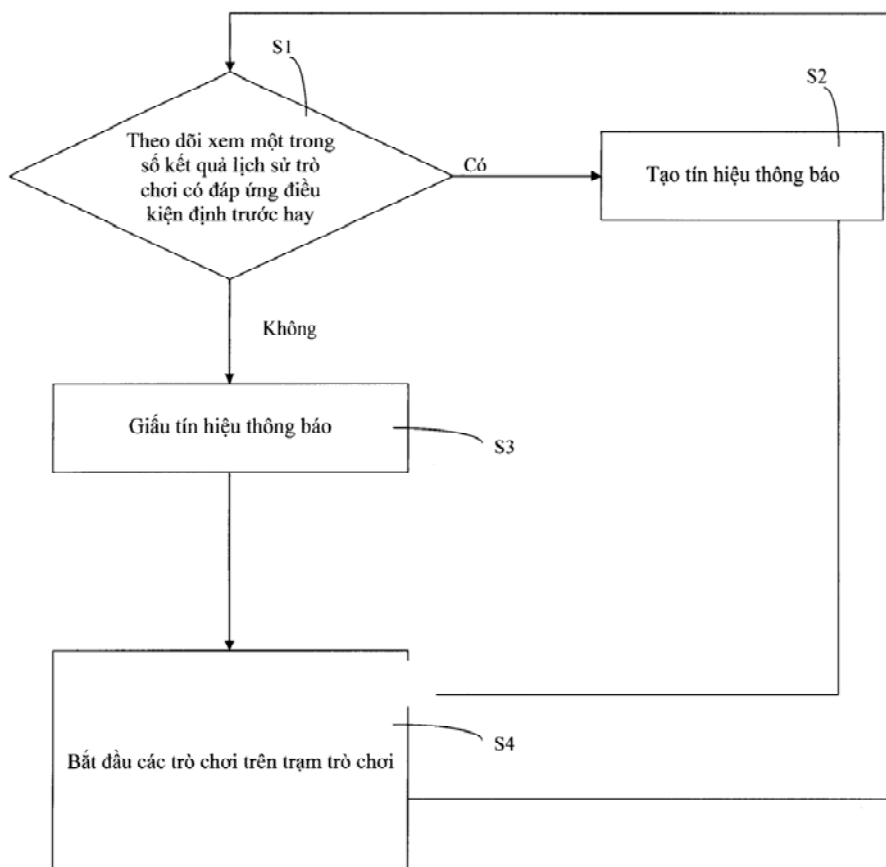 S1
S2
Theo dõi xem một trong
số kết quả lịch sử trò
chơi có đáp ứng điều
kiện định trước hay
Có
Tạo tín hiệu thông báo
Không
Giấu tín hiệu thông báo
S3
S4
Bắt đầu các trò chơi trên trạm trò chơi